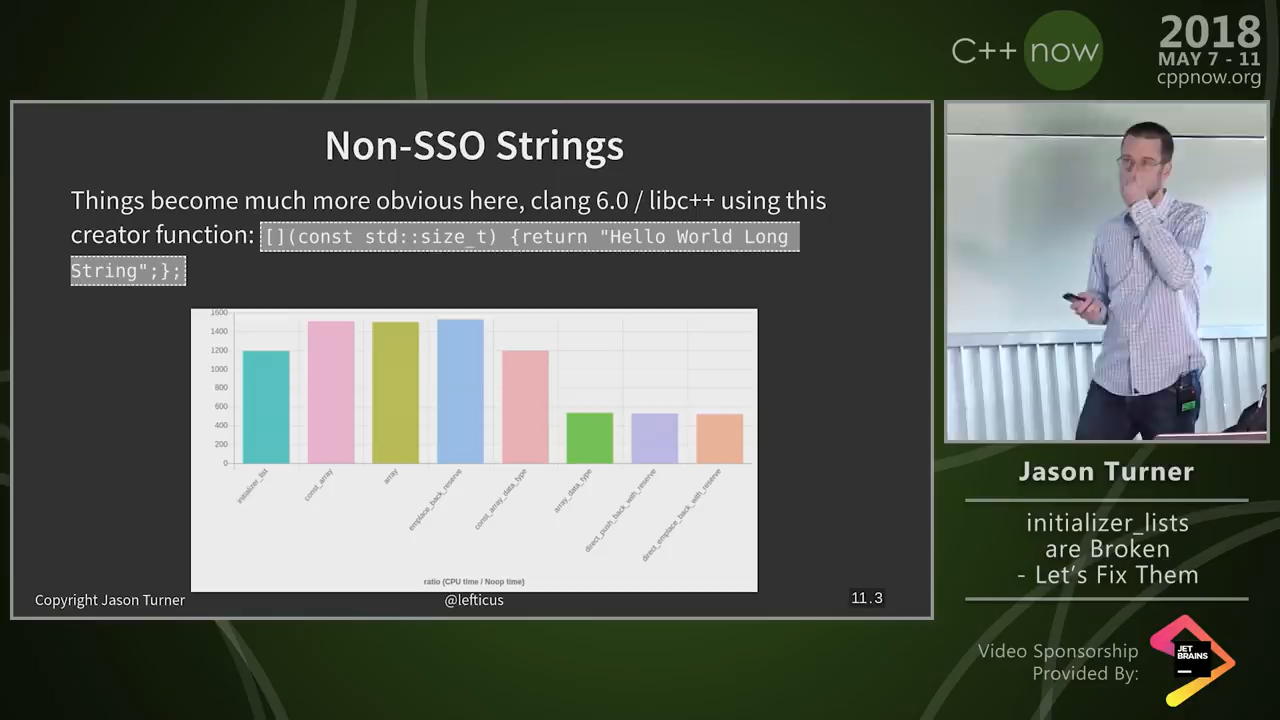 C++ now
2018
MAY 7 - 11
cppnow.org
Non-SSO Strings
Things become much more obvious here, clang 6.0 / libc++ using this
creator function: [](const std::size_t) {return "Hello World Long
String";};
1600
1400
1200
1000
800
600
400
200
0
initializer_list
const_array
array
emplace_back_reserve
const_array_data_type
array_data_type
direct_push_back_with_reserve
direct_emplace_back_with_reserve
ratio (CPU time / Noop time)
Copyright Jason Turner
@lefticus
11.3
Jason Turner
initializer_lists
are Broken
- Let's Fix Them
Video Sponsorship
Provided By:
JET
BRAINS